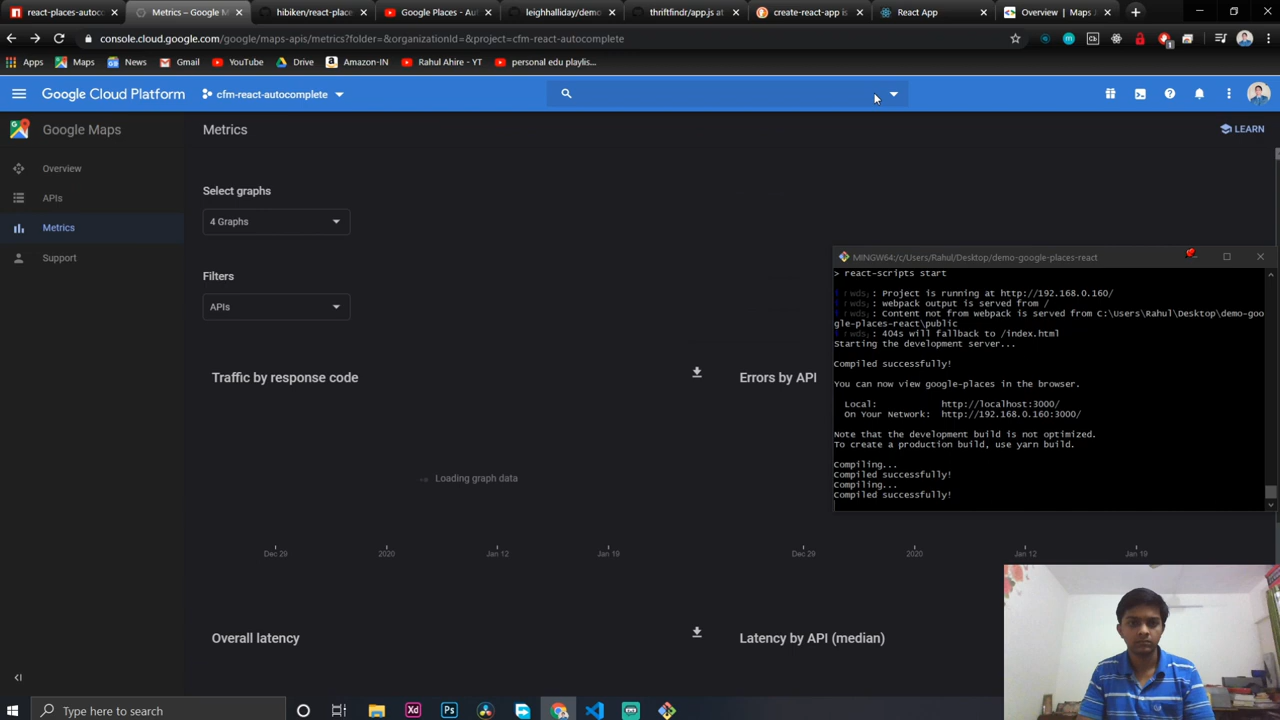 react-places-autoco
Metrics – Google M
hibiken/react-place
Google Places - Au
leighhalliday/demo
thriftfindr/app.js at
create-react-app is
React App
Overview | Maps J
console.cloud.google.com/google/maps-apis/metrics?folder=&organizationId=&project=cfm-react-autocomplete
Apps
Maps
News
Gmail
YouTube
Drive
Amazon-IN
Rahul Ahire - YT
personal edu playlis...
Google Cloud Platform
cfm-react-autocomplete
Google Maps
Metrics
LEARN
Overview
APIs
Metrics
Support
Select graphs
4 Graphs
Filters
APIs
Traffic by response code
Errors by API
Loading graph data
Dec 29 2020 Jan 12 Jan 19
Dec 29 2020 Jan 12 Jan 19
Overall latency
Latency by API (median)
MINGW64:/c/Users/Rahul/Desktop/demo-google-places-react
> react-scripts start
i ｢wds｣: Project is running at http://192.168.0.160/
i ｢wds｣: webpack output is served from /
i ｢wds｣: Content not from webpack is served from C:\Users\Rahul\Desktop\demo-goo
gle-places-react\public
i ｢wds｣: 404s will fallback to /index.html
Starting the development server...
Compiled successfully!
You can now view google-places in the browser.
Local: http://localhost:3000/
On Your Network: http://192.168.0.160:3000/
Note that the development build is not optimized.
To create a production build, use yarn build.
Compiling...
Compiled successfully!
Compiling...
Compiled successfully!
Type here to search